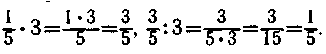 1/5 · 3 = 1·3/5 = 3/5, 3/5 : 3 = 3/5·3 = 3/15 = 1/5.